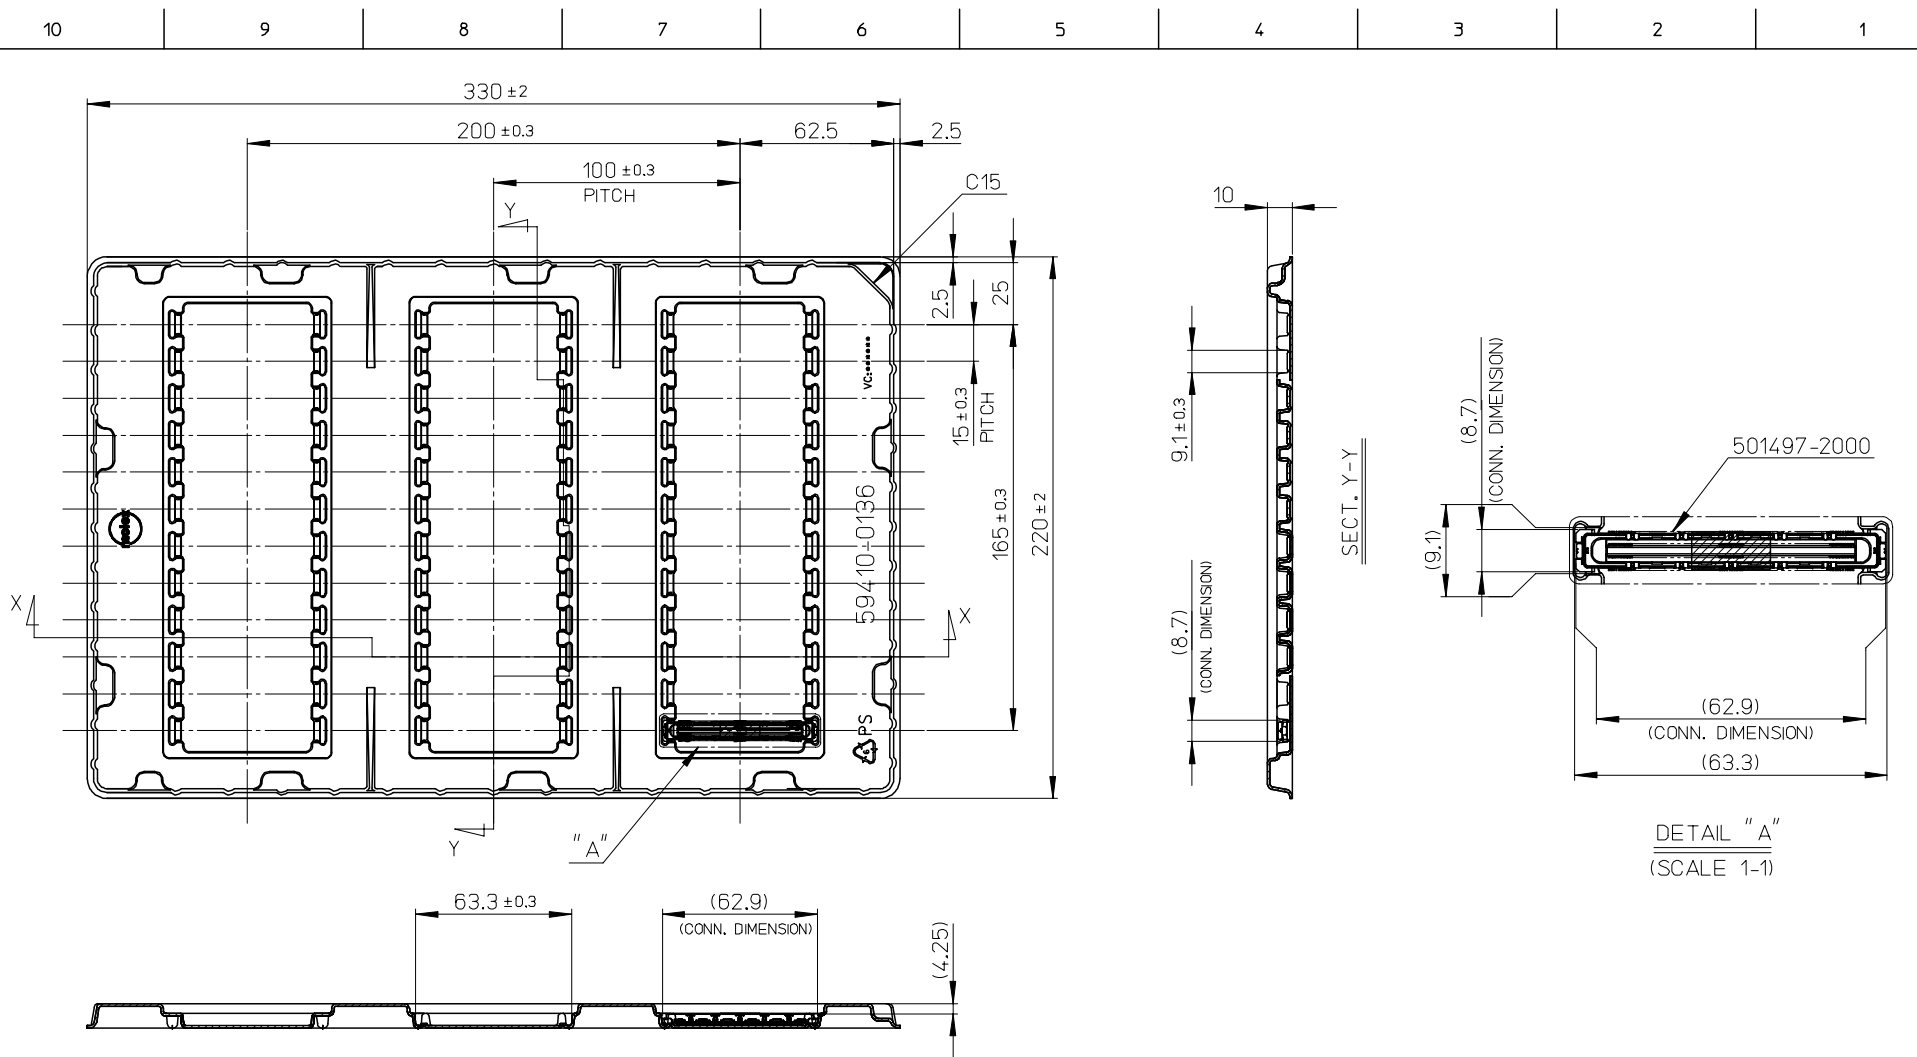 10 9 8 7 6 5 4 3 2 1
330 ±2
200 ±0.3 62.5 2.5
100 ±0.3
PITCH
C15
Y
2.5
25
15 ±0.3
PITCH
165 ±0.3
220 ±2
VC:*******
molex
59410-0136
X X
PS
6
Y
"A"
10
9.1 ±0.3
(8.7)
(CONN. DIMENSION)
SECT. Y-Y
(8.7)
(CONN. DIMENSION)
(9.1)
501497-2000
(62.9)
(CONN. DIMENSION)
(63.3)
DETAIL "A"
(SCALE 1-1)
63.3 ±0.3
(62.9)
(CONN. DIMENSION)
(4.25)